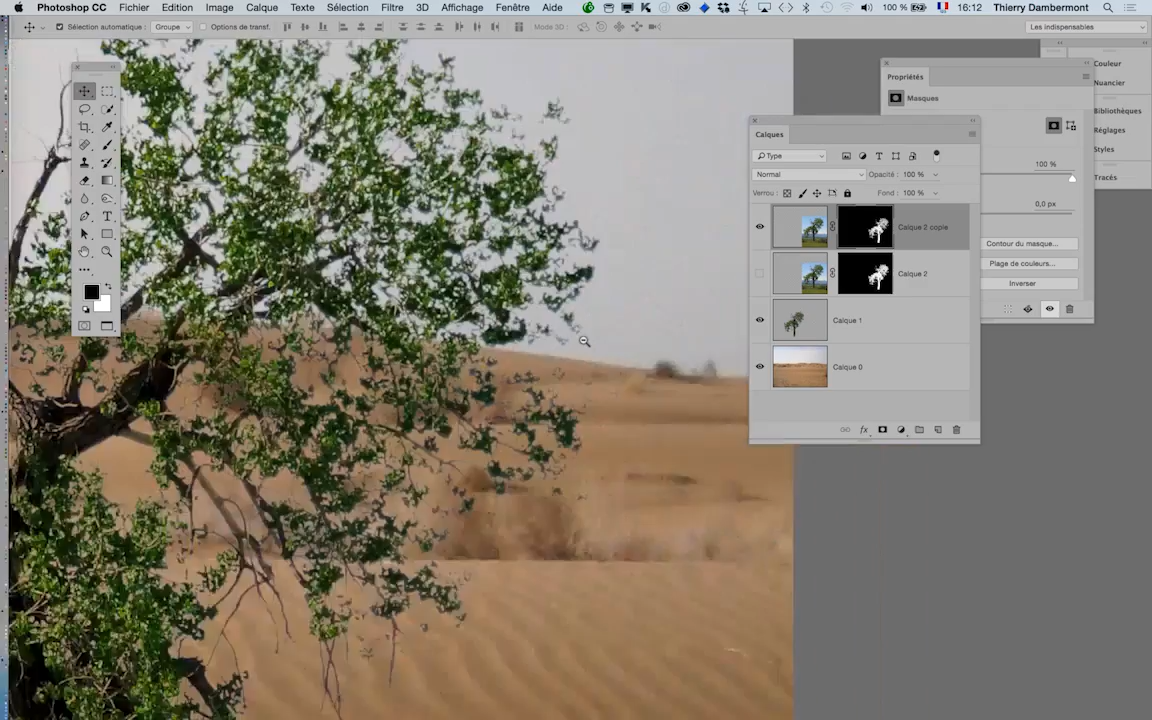 Photoshop CC Fichier Edition Image Calque Texte Sélection Filtre 3D Affichage Fenêtre Aide 100 % 16:12 Thierry Dambermont
Sélection automatique : Groupe Options de transf. Mode 3D : Les indispensables
Propriétés
Masques
Couleur
Nuancier
Bibliothèques
Réglages
Styles
Tracés
100 %
0,0 px
Contour du masque...
Plage de couleurs...
Inverser
Calques
Type
Normal Opacité : 100 %
Verrou : Fond : 100 %
Calque 2 copie
Calque 2
Calque 1
Calque 0
fx
T